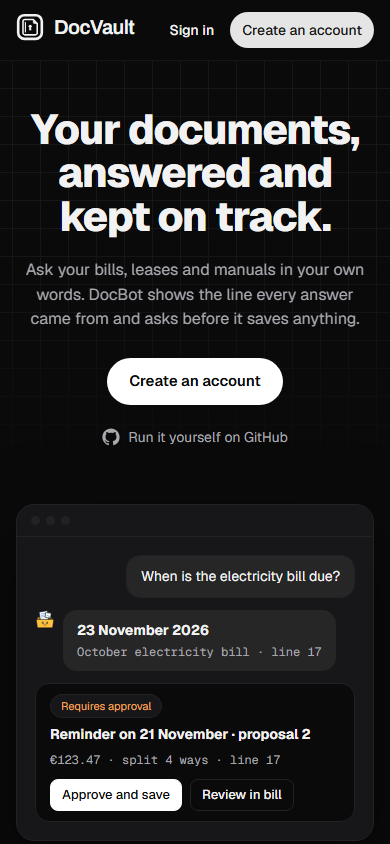 DocVault
Sign in
Create an account
Your documents,
answered and
kept on track.
Ask your bills, leases and manuals in your own
words. DocBot shows the line every answer
came from and asks before it saves anything.
Create an account
Run it yourself on GitHub
When is the electricity bill due?
23 November 2026
October electricity bill · line 17
Requires approval
Reminder on 21 November · proposal 2
€123.47 · split 4 ways · line 17
Approve and save
Review in bill